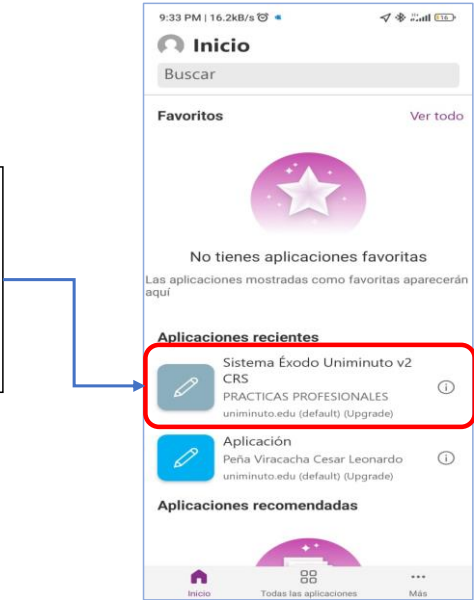 9:33 PM | 16.2kB/s
116
Inicio
Buscar
Favoritos
Ver todo
No tienes aplicaciones favoritas
Las aplicaciones mostradas como favoritas aparecerán
aquí
Aplicaciones recientes
Sistema Éxodo Uniminuto v2
CRS
PRACTICAS PROFESIONALES
uniminuto.edu (default) (Upgrade)
Aplicación
Peña Viracacha Cesar Leonardo
uniminuto.edu (default) (Upgrade)
Aplicaciones recomendadas
Inicio
Todas las aplicaciones
Más